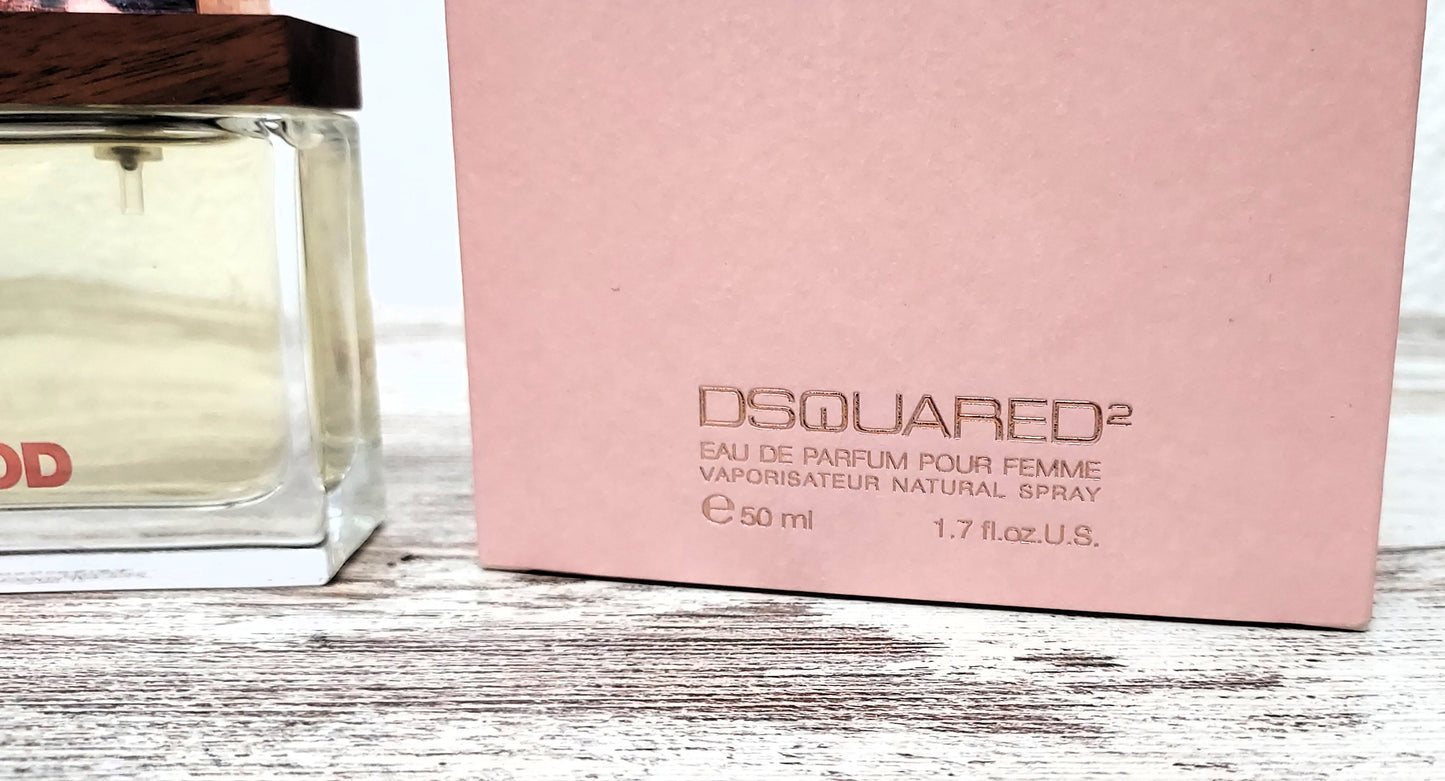 OD
DSQUARED²
EAU DE PARFUM POUR FEMME
VAPORISATEUR NATURAL SPRAY
℮ 50 ml 1.7 fl.oz.U.S.